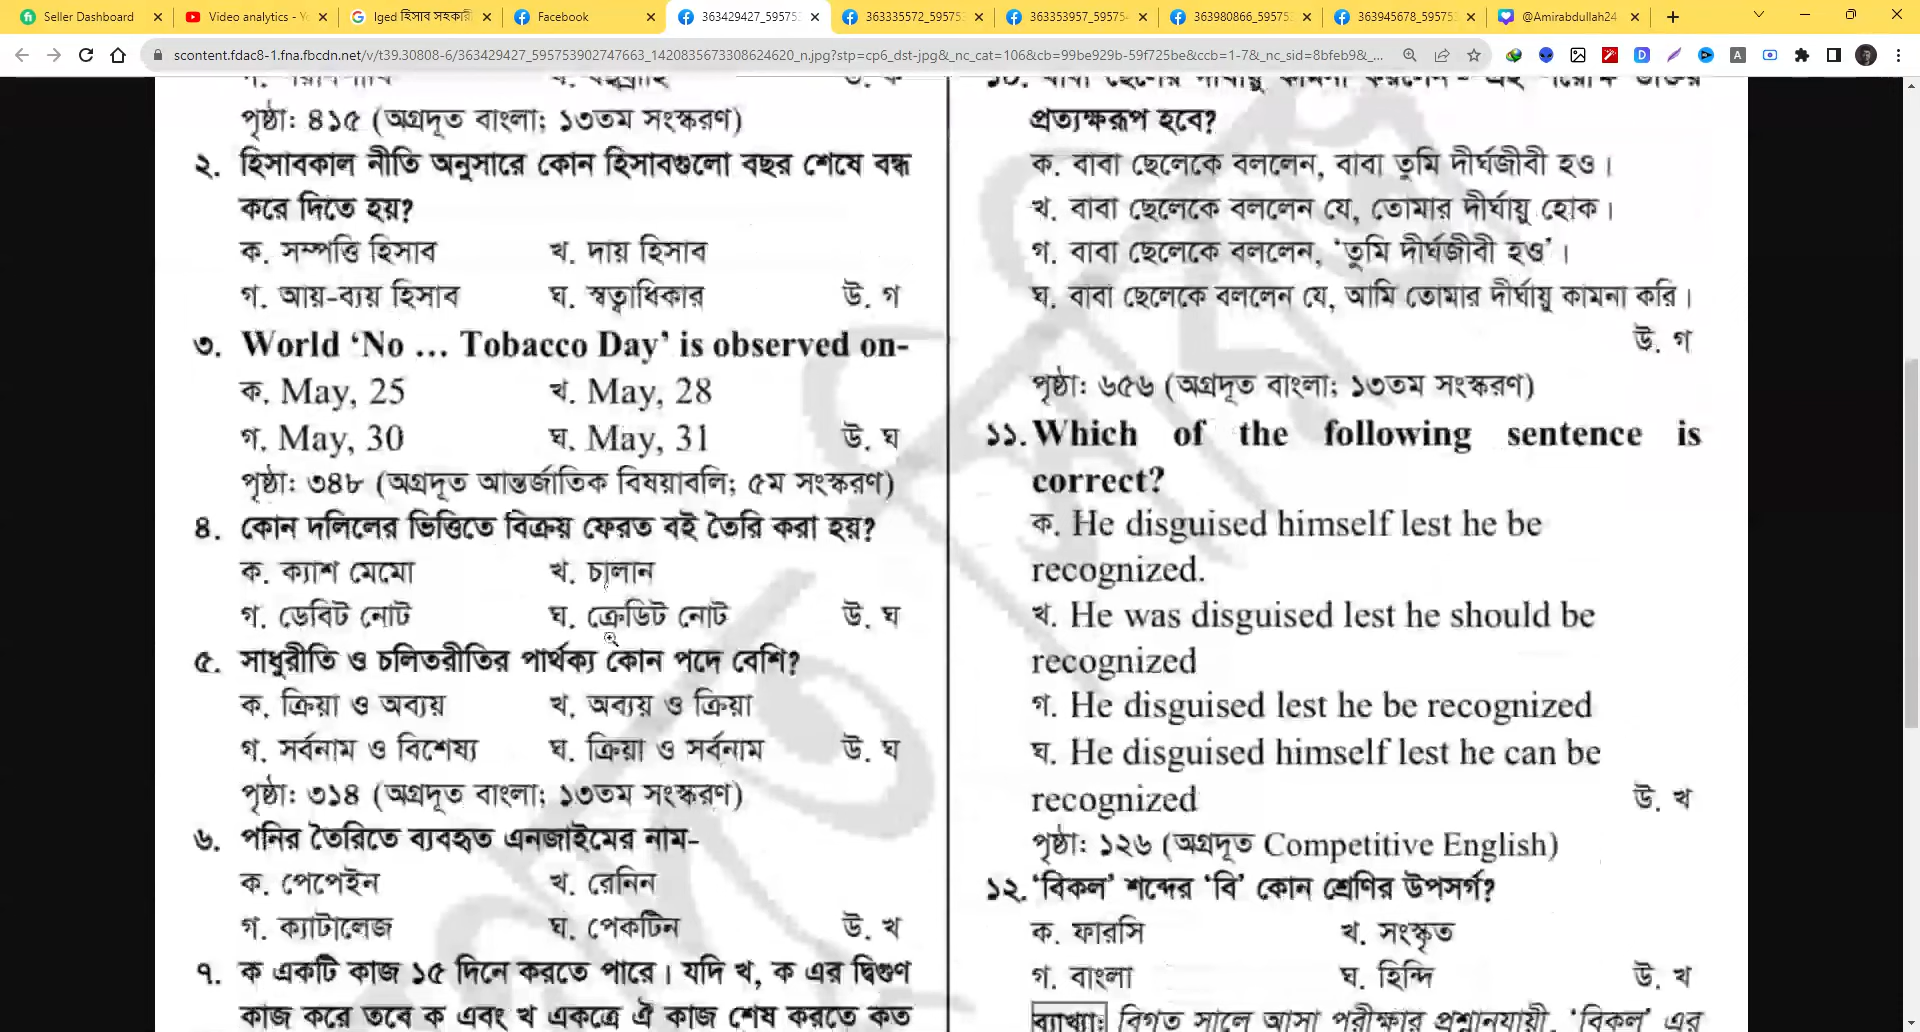 Seller Dashboard
Video analytics - Yo
lged হিসাব সহকারী
Facebook
363429427_595753
363335572_59575
363353957_59575
363980866_59575
363945678_59575
@Amirabdullah24
scontent.fdac8-1.fna.fbcdn.net/v/t39.30808-6/363429427_595753902747663_1420835673308624620_n.jpg?stp=cp6_dst-jpg&_nc_cat=106&cb=99be929b-59f725be&ccb=1-7&_nc_sid=8bfeb9&_...
পৃষ্ঠা: ৪১৫ (অগ্রদূত বাংলা; ১৩তম সংস্করণ)
২. হিসাবকাল নীতি অনুসারে কোন হিসাবগুলো বছর শেষে বন্ধ
করে দিতে হয়?
ক. সম্পত্তি হিসাব খ. দায় হিসাব
গ. আয়-ব্যয় হিসাব ঘ. স্বত্বাধিকার উ. গ
৩. World ‘No ... Tobacco Day’ is observed on-
ক. May, 25 খ. May, 28
গ. May, 30 ঘ. May, 31 উ. ঘ
পৃষ্ঠা: ৩৪৮ (অগ্রদূত আন্তর্জাতিক বিষয়াবলি; ৫ম সংস্করণ)
৪. কোন দলিলের ভিত্তিতে বিক্রয় ফেরত বই তৈরি করা হয়?
ক. ক্যাশ মেমো খ. চালান
গ. ডেবিট নোট ঘ. ক্রেডিট নোট উ. ঘ
৫. সাধুরীতি ও চলিতরীতির পার্থক্য কোন পদে বেশি?
ক. ক্রিয়া ও অব্যয় খ. অব্যয় ও ক্রিয়া
গ. সর্বনাম ও বিশেষ্য ঘ. ক্রিয়া ও সর্বনাম উ. ঘ
পৃষ্ঠা: ৩১৪ (অগ্রদূত বাংলা; ১৩তম সংস্করণ)
৬. পনির তৈরিতে ব্যবহৃত এনজাইমের নাম-
ক. পেপেইন খ. রেনিন
গ. ক্যাটালেজ ঘ. পেকটিন উ. খ
৭. ক একটি কাজ ১৫ দিনে করতে পারে। যদি খ, ক এর দ্বিগুণ
কাজ করে তবে ক এবং খ একত্রে ঐ কাজ শেষ করতে কত
১০. বাবা ছেলের দীর্ঘায়ু কামনা করলেন - এই পরোক্ষ উক্তির
প্রত্যক্ষরূপ হবে?
ক. বাবা ছেলেকে বললেন, বাবা তুমি দীর্ঘজীবী হও।
খ. বাবা ছেলেকে বললেন যে, তোমার দীর্ঘায়ু হোক।
গ. বাবা ছেলেকে বললেন, ‘তুমি দীর্ঘজীবী হও’।
ঘ. বাবা ছেলেকে বললেন যে, আমি তোমার দীর্ঘায়ু কামনা করি।
উ. গ
পৃষ্ঠা: ৬৫৬ (অগ্রদূত বাংলা; ১৩তম সংস্করণ)
১১. Which of the following sentence is
correct?
ক. He disguised himself lest he be
recognized.
খ. He was disguised lest he should be
recognized
গ. He disguised lest he be recognized
ঘ. He disguised himself lest he can be
recognized উ. খ
পৃষ্ঠা: ১২৬ (অগ্রদূত Competitive English)
১২. ‘বিকল’ শব্দের ‘বি’ কোন শ্রেণির উপসর্গ?
ক. ফারসি খ. সংস্কৃত
গ. বাংলা ঘ. হিন্দি উ. খ
ব্যাখ্যা: বিগত সালে আসা পরীক্ষার প্রশ্নানুযায়ী, ‘বিকল’ এর